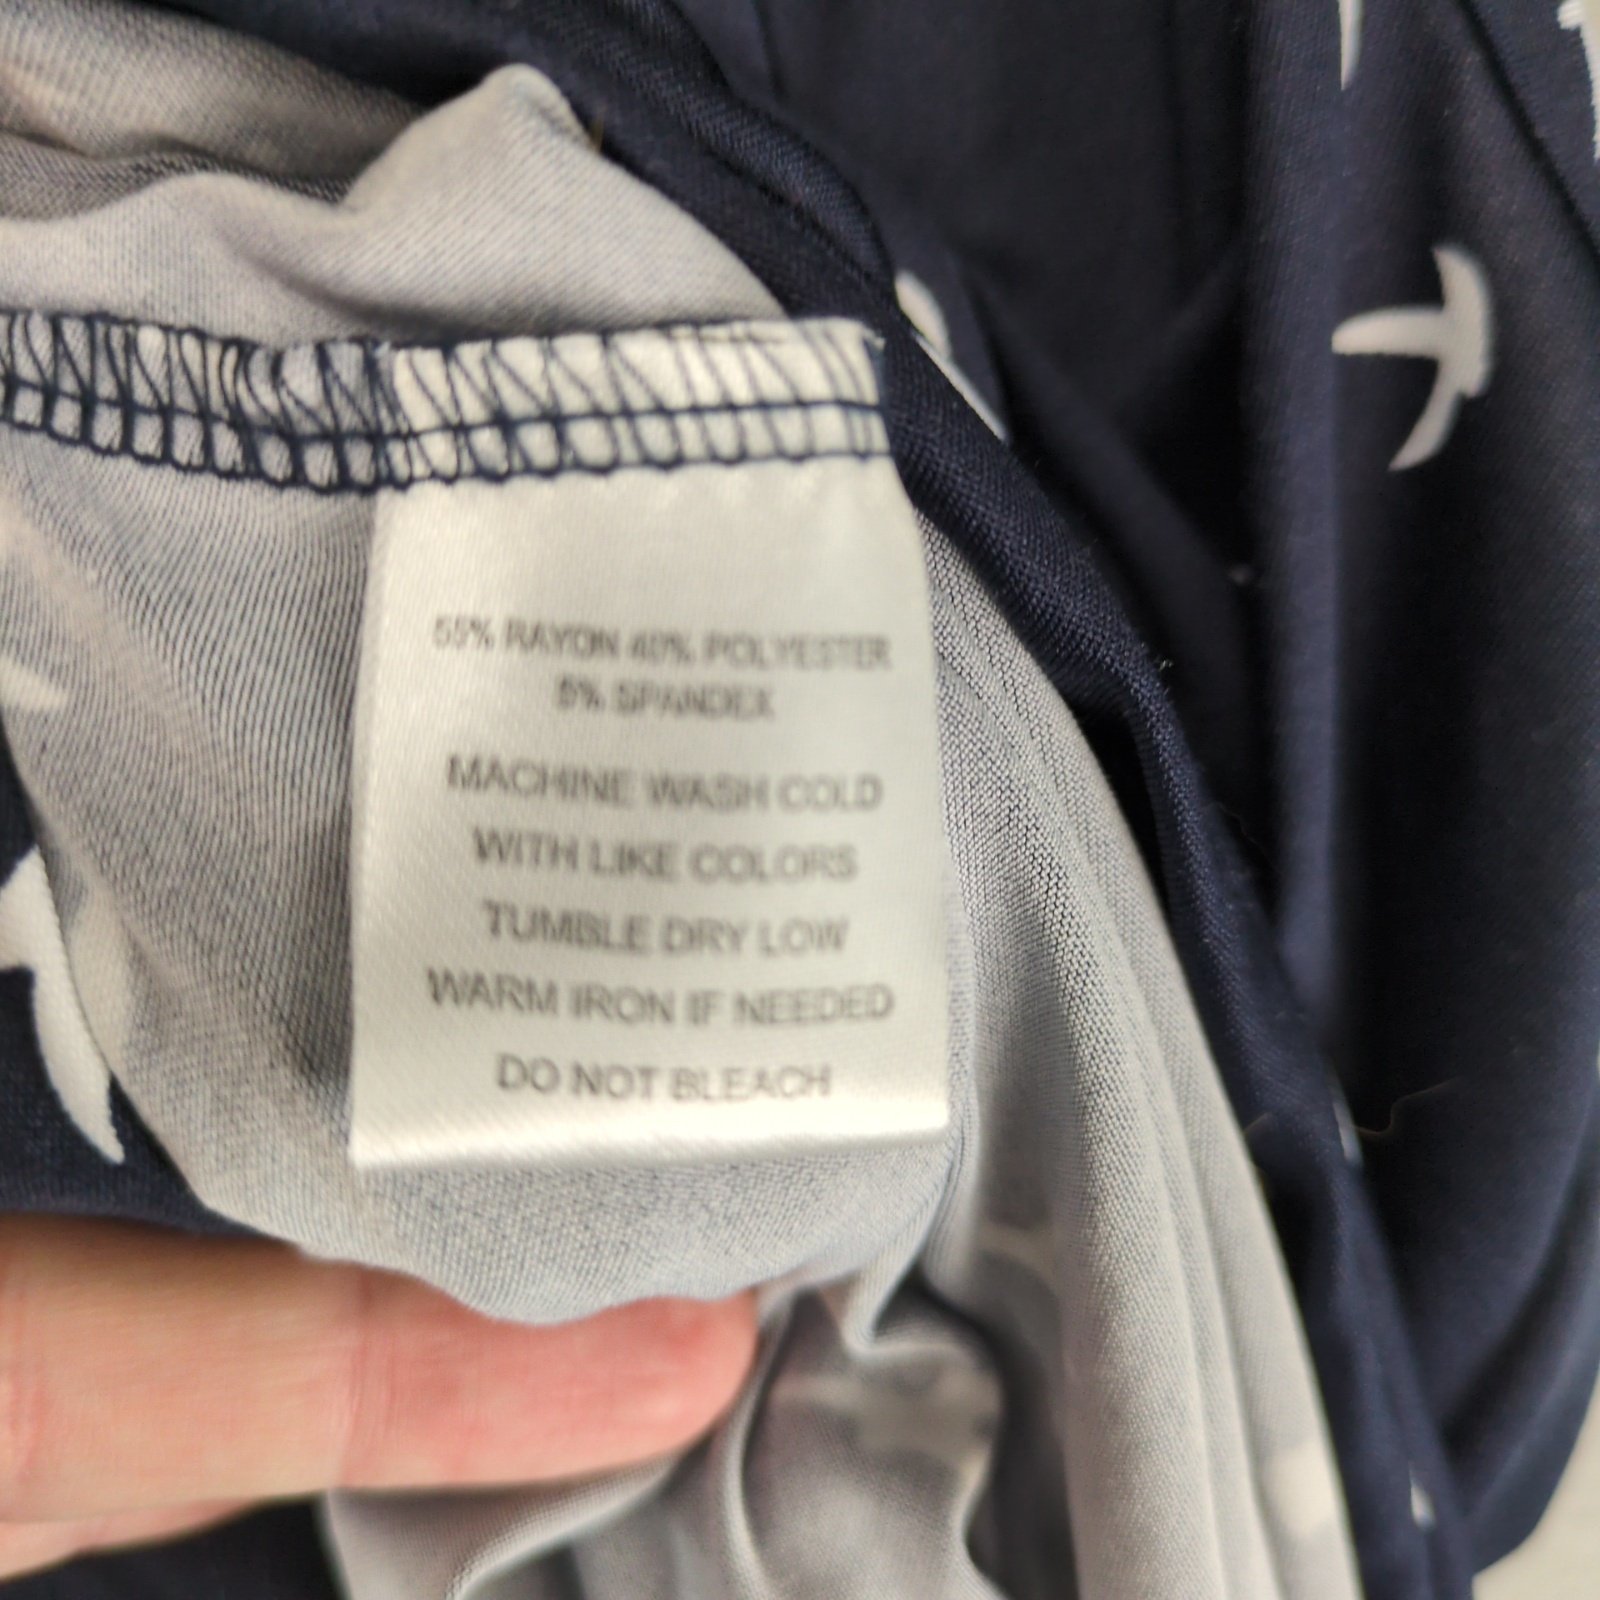 55% RAYON 40% POLYESTER
5% SPANDEX
MACHINE WASH COLD
WITH LIKE COLORS
TUMBLE DRY LOW
WARM IRON IF NEEDED
DO NOT BLEACH